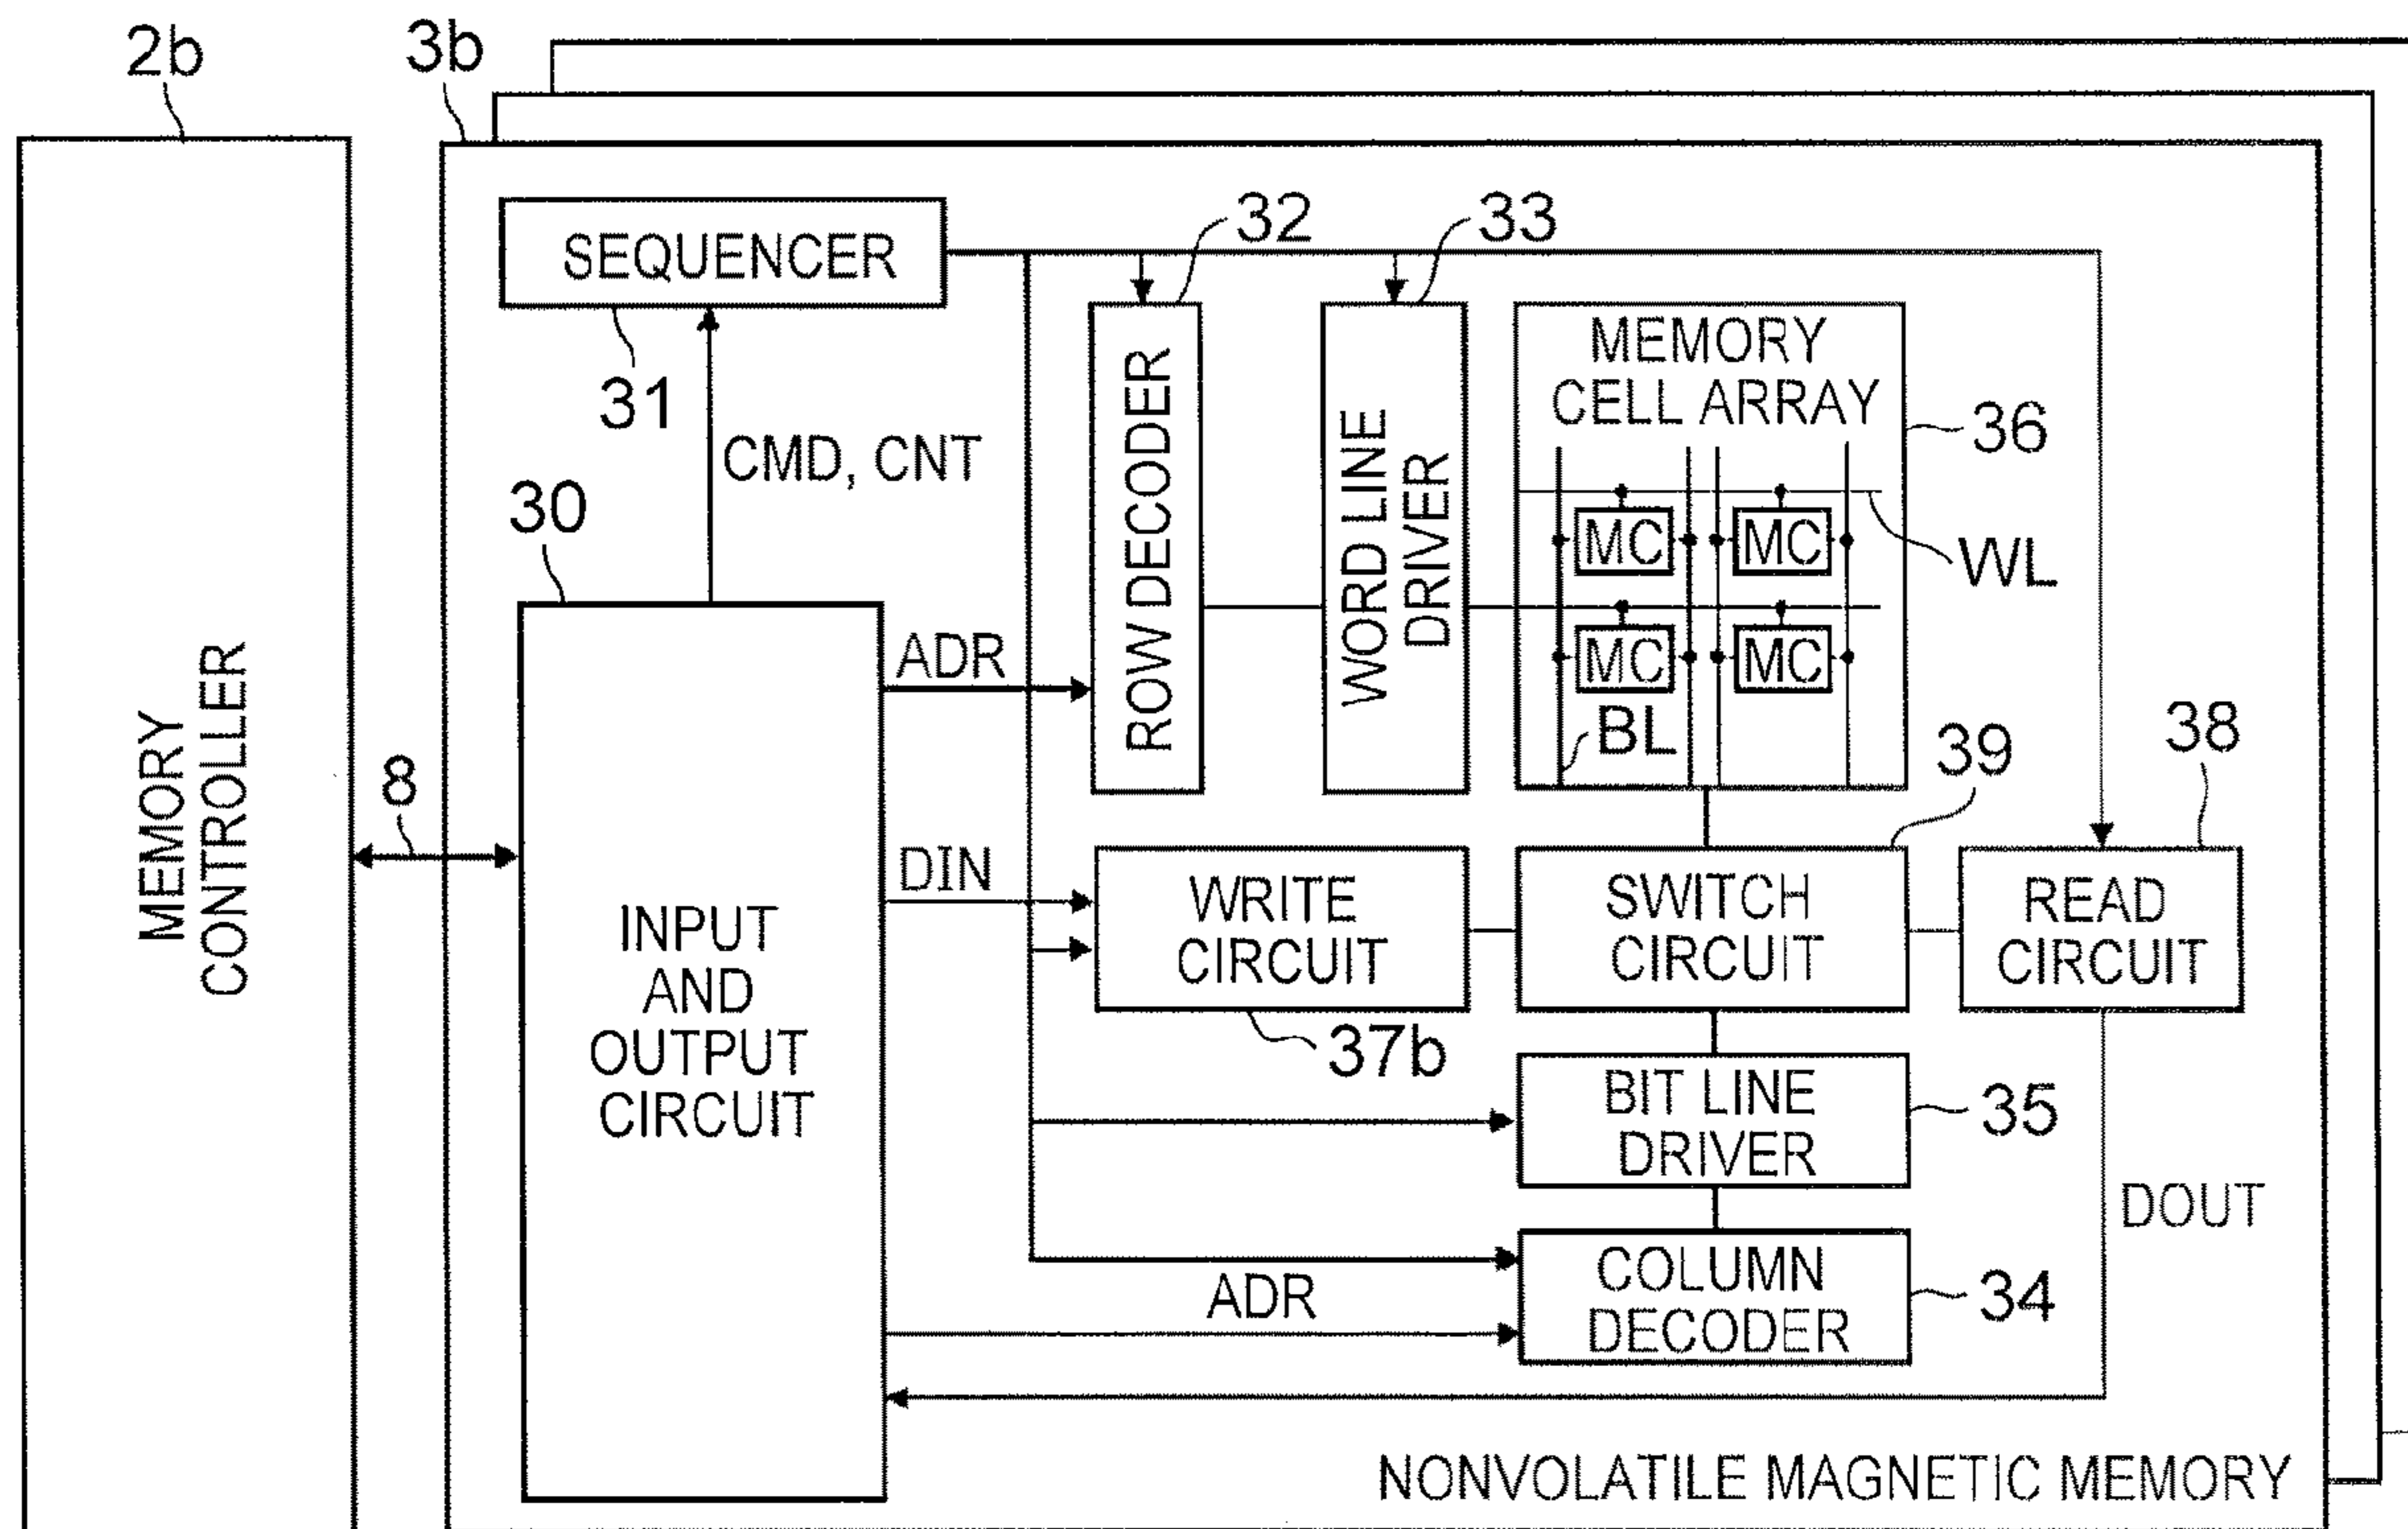 2b
3b
MEMORY
CONTROLLER
8
SEQUENCER
31
CMD, CNT
30
INPUT
AND
OUTPUT
CIRCUIT
ADR
DIN
32
ROW DECODER
33
WORD LINE
DRIVER
MEMORY
CELL ARRAY
36
MC MC
WL
MC MC
BL
39
38
WRITE
CIRCUIT
37b
SWITCH
CIRCUIT
READ
CIRCUIT
BIT LINE
DRIVER
35
DOUT
ADR
COLUMN
DECODER
34
NONVOLATILE MAGNETIC MEMORY